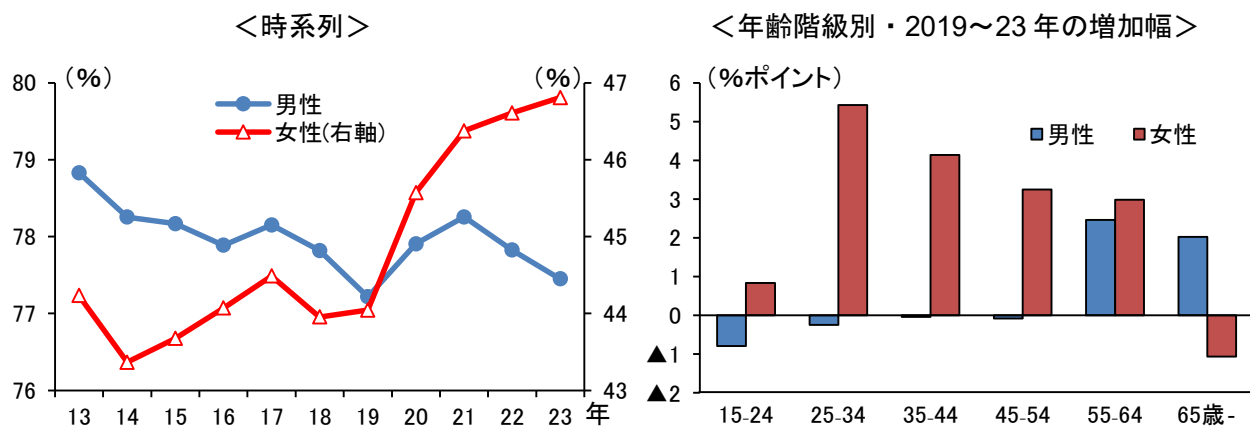 <時系列>
(%)
(%)
男性
女性(右軸)
80
79
78
77
76
47
46
45
44
43
13 14 15 16 17 18 19 20 21 22 23 年
<年齢階級別・2019~23年の増加幅>
(%ポイント)
男性 女性
6
5
4
3
2
1
0
▲1
▲2
15-24 25-34 35-44 45-54 55-64 65歳-